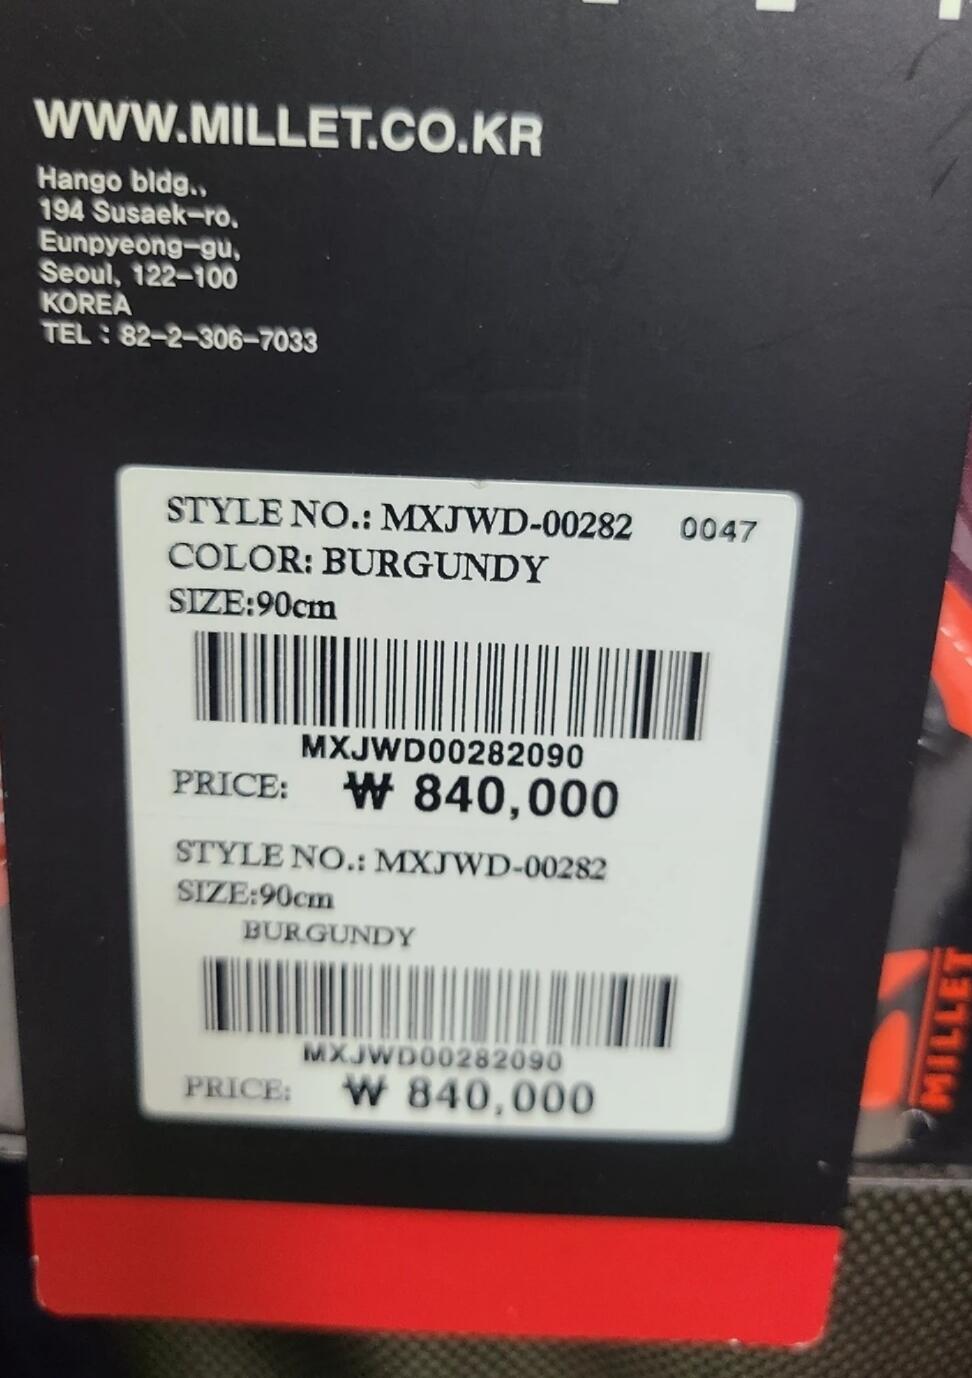 WWW.MILLET.CO.KR
Hango bldg.,
194 Susaek-ro,
Eunpyeong-gu,
Seoul, 122-100
KOREA
TEL : 82-2-306-7033
STYLE NO.: MXJWD-00282 0047
COLOR: BURGUNDY
SIZE:90cm
MXJWD00282090
PRICE: ₩ 840,000
STYLE NO.: MXJWD-00282
SIZE:90cm
BURGUNDY
MXJWD00282090
PRICE: ₩ 840,000
MILLET